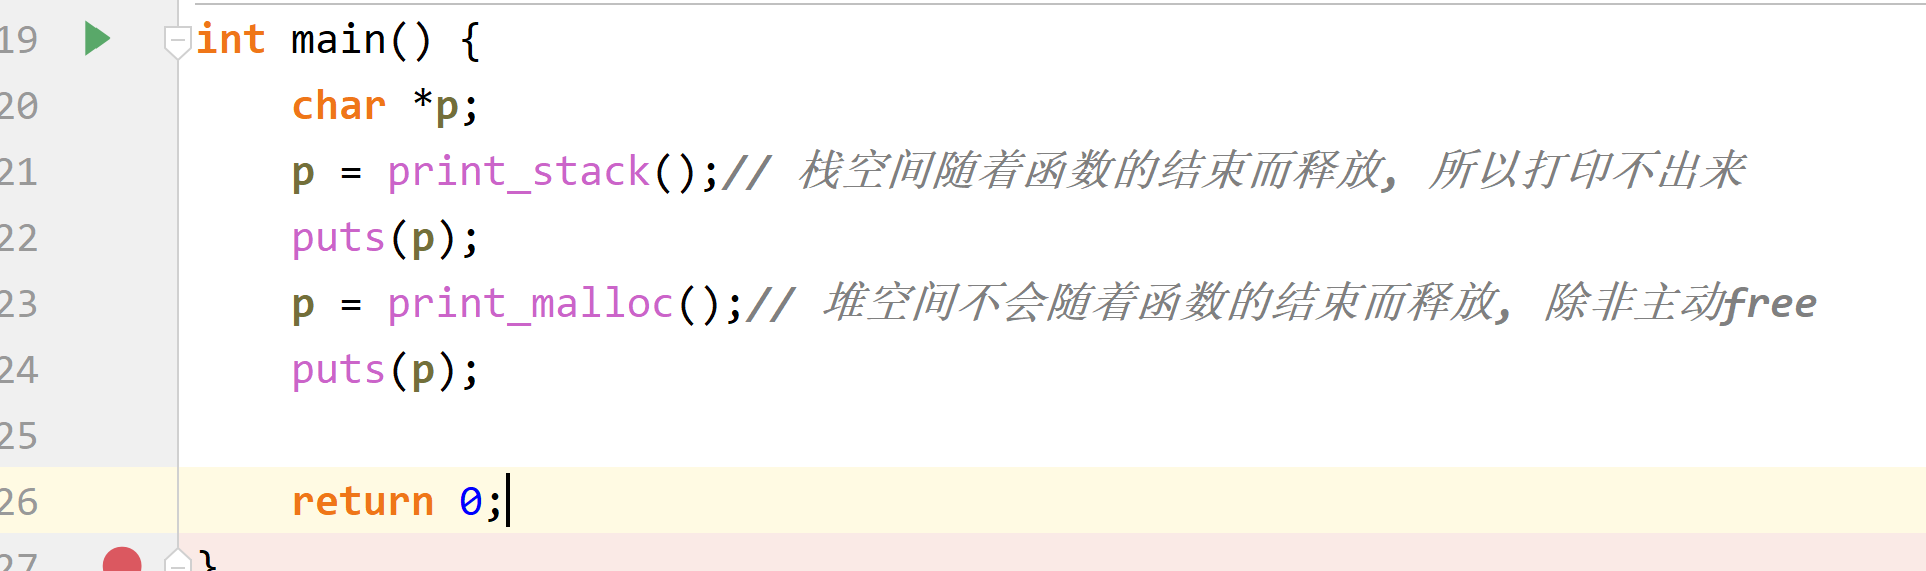 19 int main() {
20 char *p;
21 p = print_stack();// 栈空间随着函数的结束而释放, 所以打印不出来
22 puts(p);
23 p = print_malloc();// 堆空间不会随着函数的结束而释放, 除非主动free
24 puts(p);
25
26 return 0;
27 }